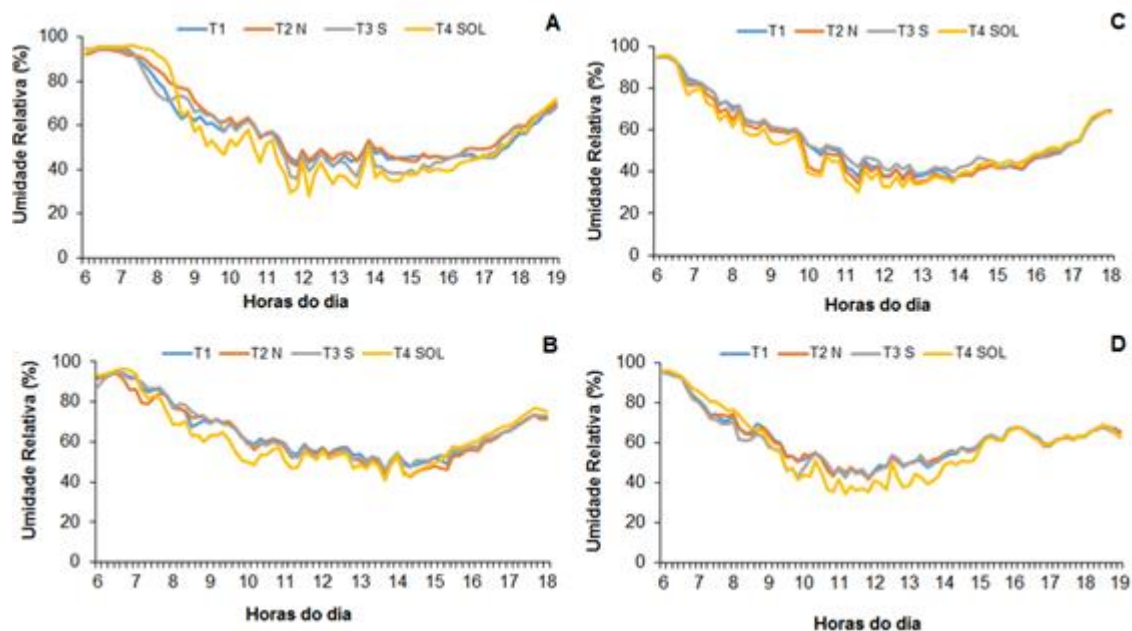 T1 T2 N T3 S T4 SOL A
Umidade Relativa (%)
100
80
60
40
20
0
6 7 8 9 10 11 12 13 14 15 16 17 18 19
Horas do dia
T1 T2 N T3 S T4 SOL C
Umidade Relativa (%)
100
80
60
40
20
0
6 7 8 9 10 11 12 13 14 15 16 17 18
Horas do dia
T1 T2 N T3 S T4 SOL B
Umidade Relativa (%)
100
80
60
40
20
0
6 7 8 9 10 11 12 13 14 15 16 17 18
Horas do dia
T1 T2 N T3 S T4 SOL D
Umidade Relativa (%)
100
80
60
40
20
0
6 7 8 9 10 11 12 13 14 15 16 17 18 19
Horas do dia